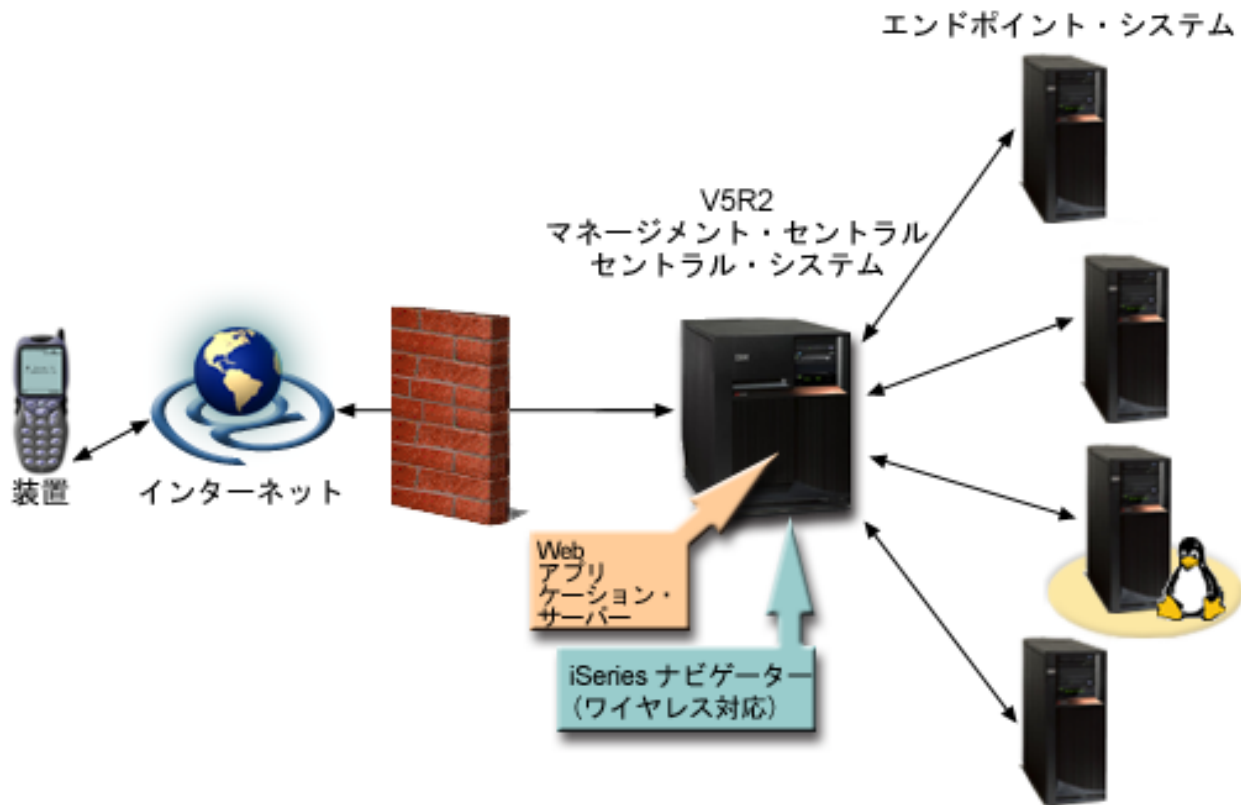 エンドポイント・システム
V5R2
マネージメント・セントラル
セントラル・システム
装置
インターネット
Web
アプリ
ケーション・
サーバー
iSeries ナビゲーター
（ワイヤレス対応）
IBM